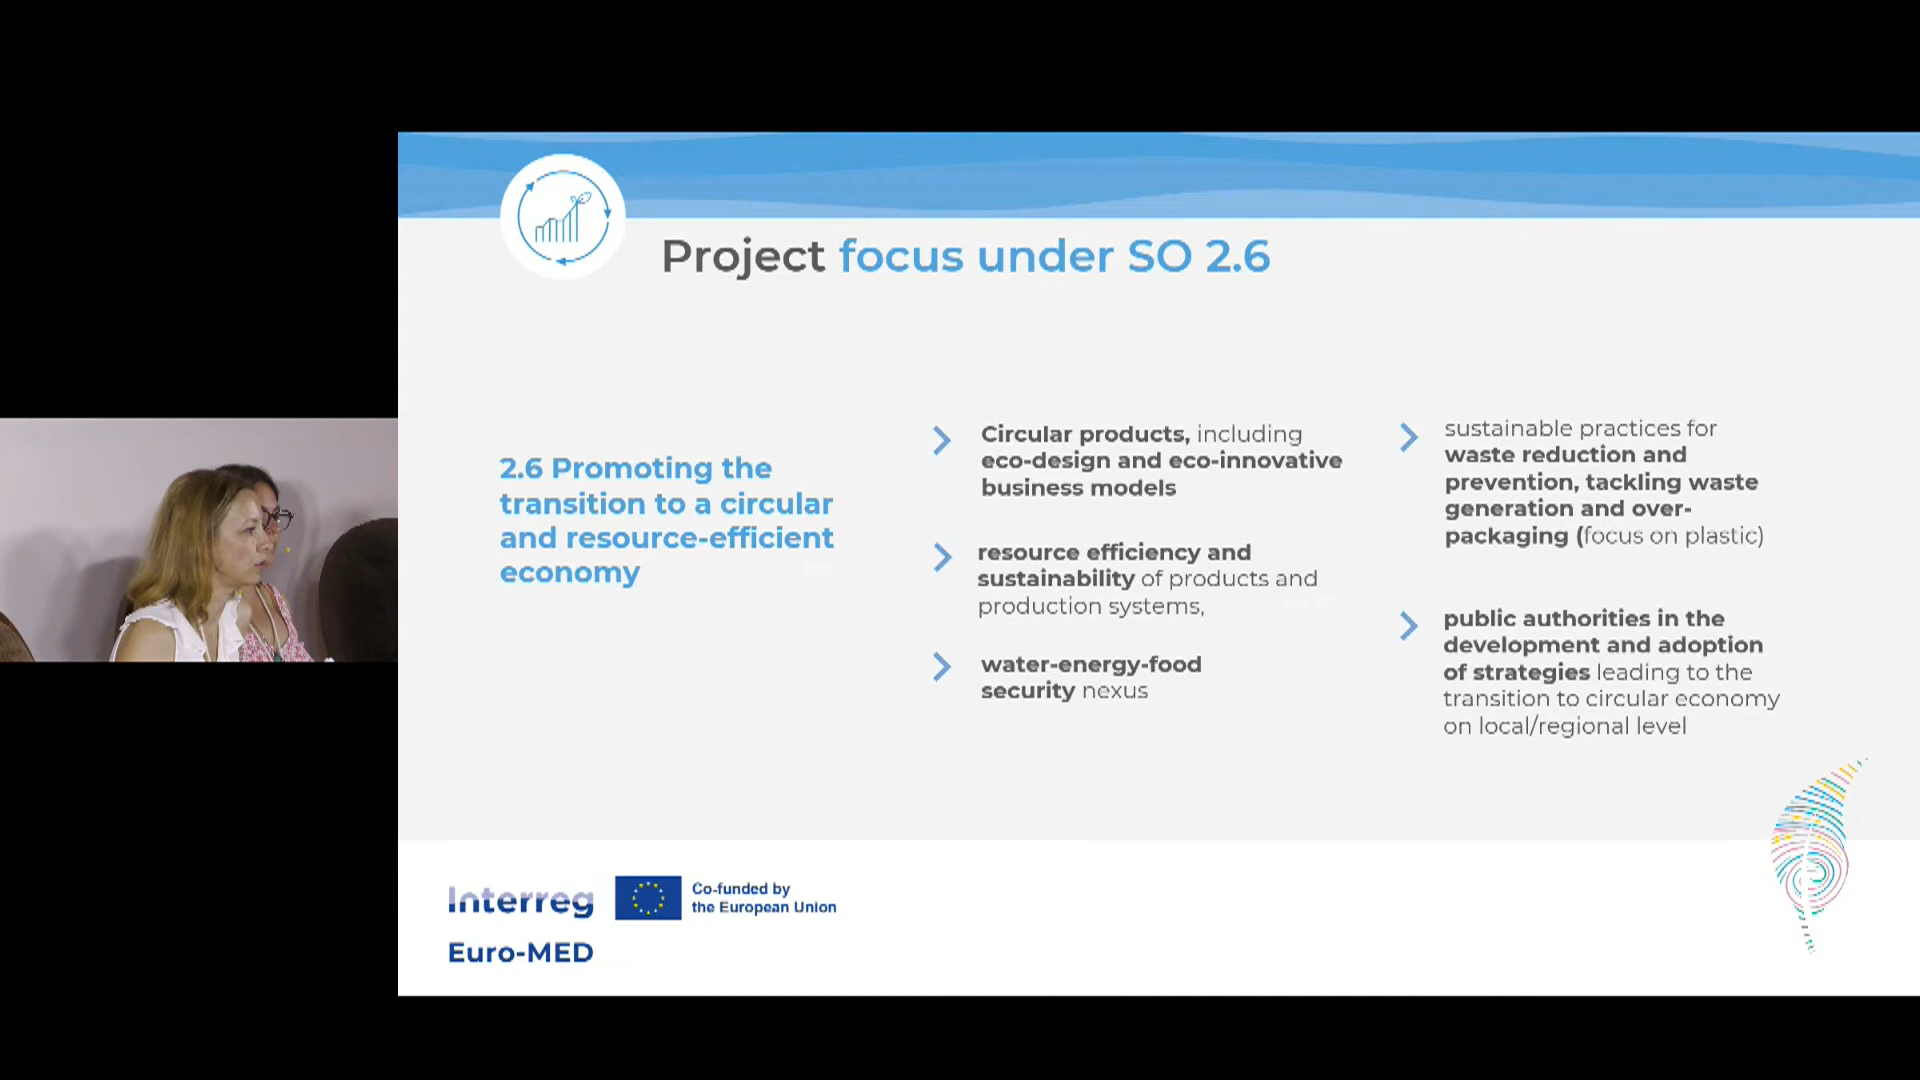 Project focus under SO 2.6
2.6 Promoting the
transition to a circular
and resource-efficient
economy
Circular products, including
eco-design and eco-innovative
business models
resource efficiency and
sustainability of products and
production systems,
water-energy-food
security nexus
sustainable practices for
waste reduction and
prevention, tackling waste
generation and over-
packaging (focus on plastic)
public authorities in the
development and adoption
of strategies leading to the
transition to circular economy
on local/regional level
Interreg
Co-funded by
the European Union
Euro-MED